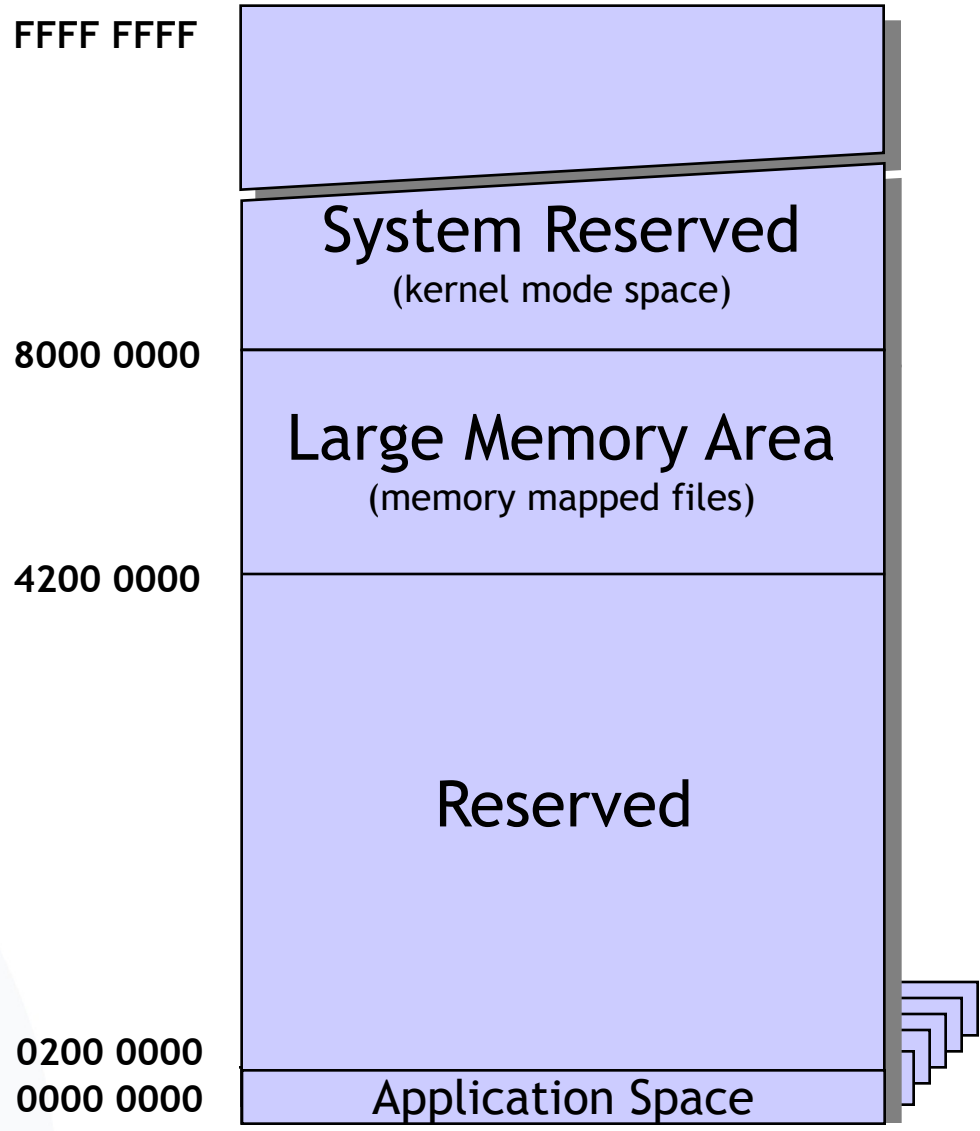 FFFF FFFF
System Reserved
(kernel mode space)
8000 0000
Large Memory Area
(memory mapped files)
4200 0000
Reserved
0200 0000
0000 0000
Application Space